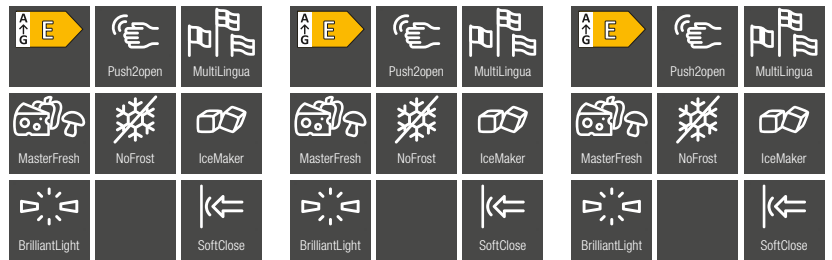 A G E
Push2open
MultiLingua
MasterFresh
NoFrost
IceMaker
BrilliantLight
SoftClose
A G E
Push2open
MultiLingua
MasterFresh
NoFrost
IceMaker
BrilliantLight
SoftClose
A G E
Push2open
MultiLingua
MasterFresh
NoFrost
IceMaker
BrilliantLight
SoftClose